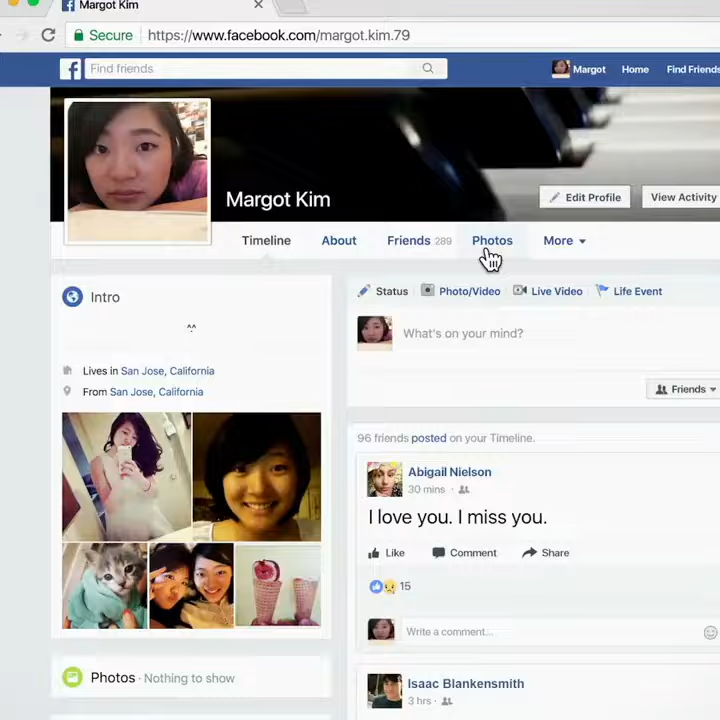 Margot Kim
Secure https://www.facebook.com/margot.kim.79
Find friends
Margot Home Find Friends
Margot Kim
Edit Profile View Activity
Timeline About Friends 289 Photos More
Intro
^.^
Lives in San Jose, California
From San Jose, California
Photos · Nothing to show
Status Photo/Video Live Video Life Event
What's on your mind?
Friends
96 friends posted on your Timeline.
Abigail Nielson
30 mins ·
I love you. I miss you.
Like Comment Share
15
Write a comment...
Isaac Blankensmith
3 hrs ·